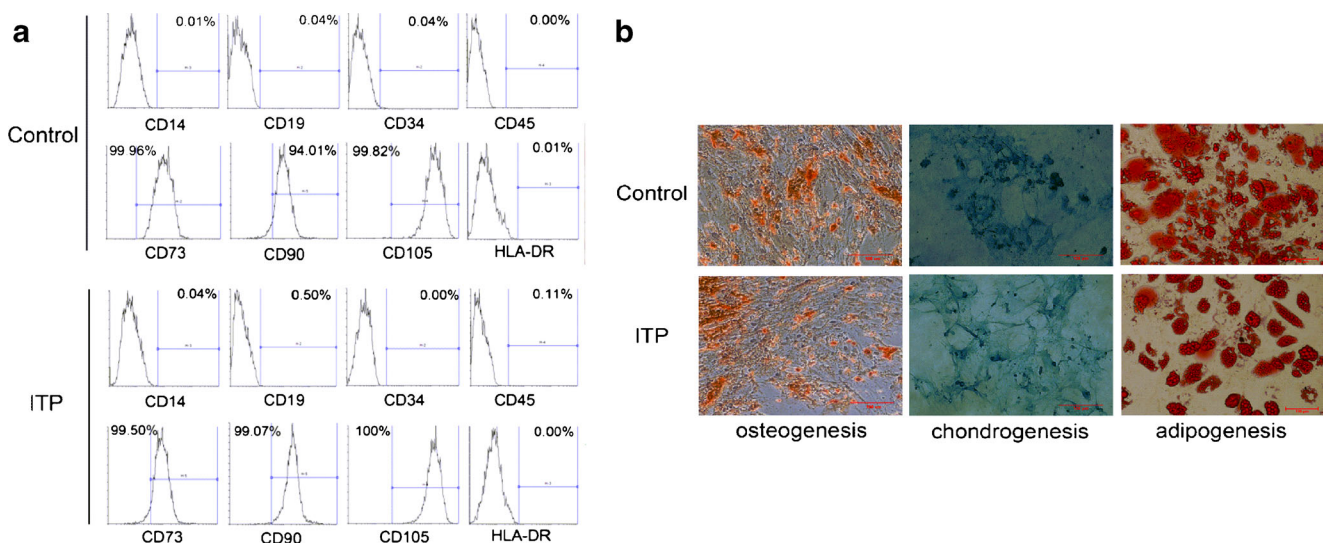 a
0.01%
0.04%
0.04%
0.00%
Control
CD14
CD19
CD34
CD45
99.96%
94.01%
99.82%
0.01%
CD73
CD90
CD105
HLA-DR
0.04%
0.50%
0.00%
0.11%
ITP
CD14
CD19
CD34
CD45
99.50%
99.07%
100%
0.00%
CD73
CD90
CD105
HLA-DR
b
Control
ITP
osteogenesis
chondrogenesis
adipogenesis